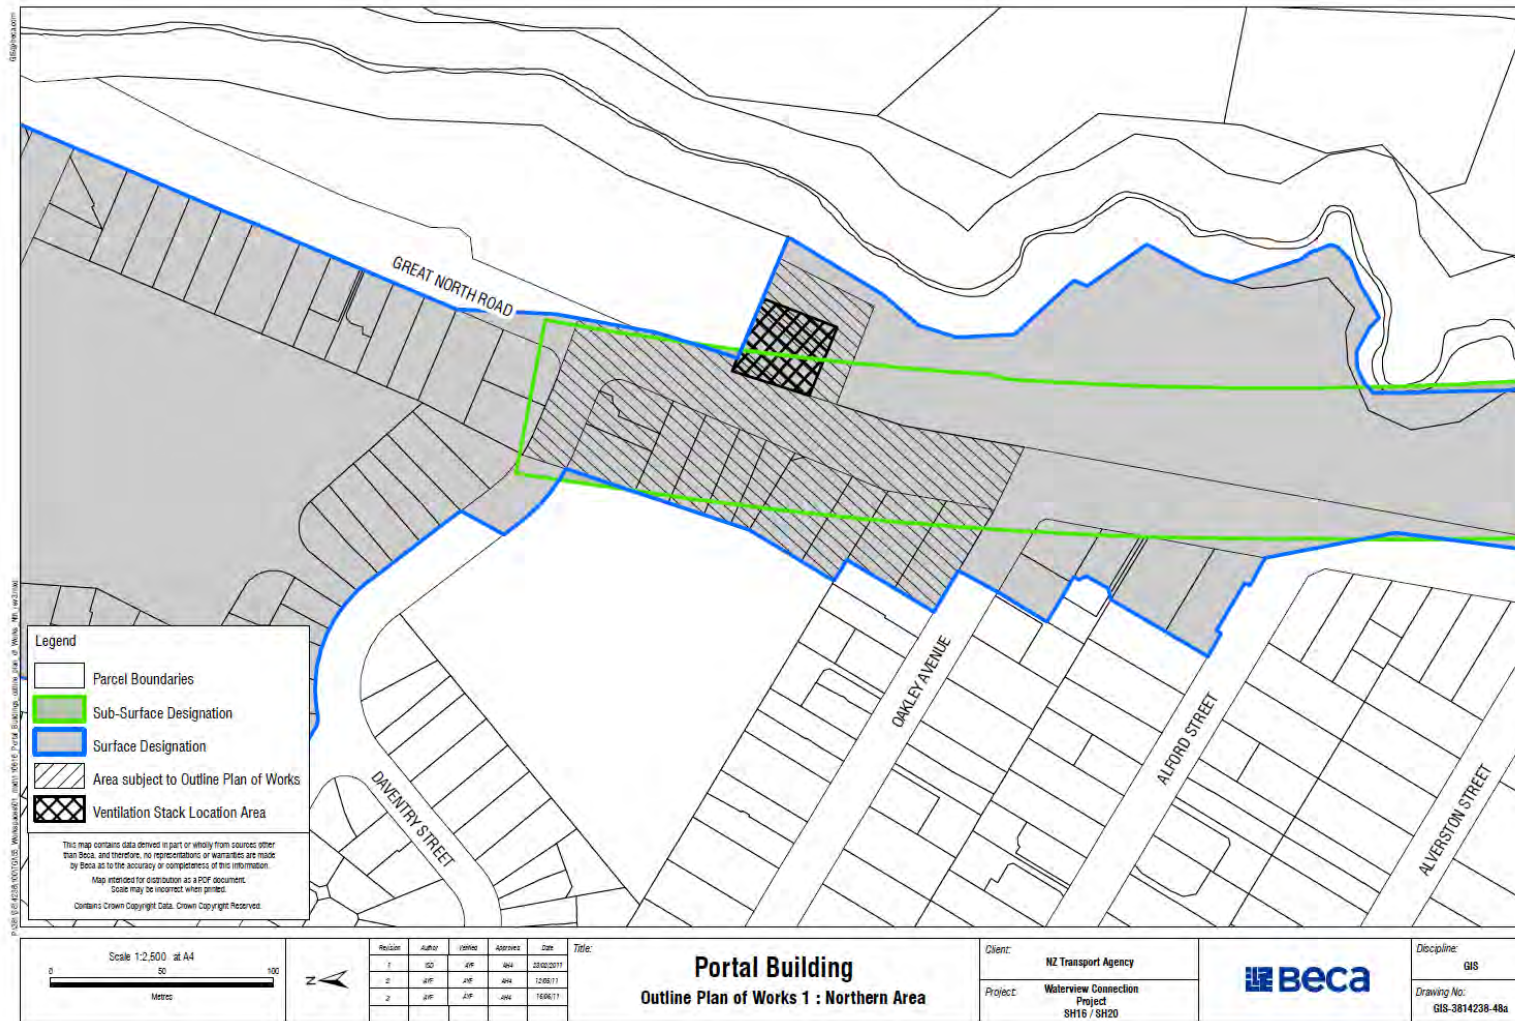 GIS@beca.com
GREAT NORTH ROAD
OAKLEY AVENUE
ALFORD STREET
ALVERSTON STREET
DAVENTRY STREET
Legend
Parcel Boundaries
Sub-Surface Designation
Surface Designation
Area subject to Outline Plan of Works
Ventilation Stack Location Area
This map contains data derived in part or wholly from sources other
than Beca, and therefore, no representations or warranties are made
by Beca as to the accuracy or completeness of this information.
Map intended for distribution as a PDF document.
Scale may be incorrect when printed.
Contains Crown Copyright Data. Crown Copyright Reserved.
Scale 1:2,500 at A4
0 50 100
Metres
N
Revision Author Verified Approved Date
Title:
Portal Building
Outline Plan of Works 1 : Northern Area
Client:
NZ Transport Agency
Project:
Waterview Connection
Project
SH16 / SH20
Beca
Discipline:
GIS
Drawing No:
GIS-3814238-48a